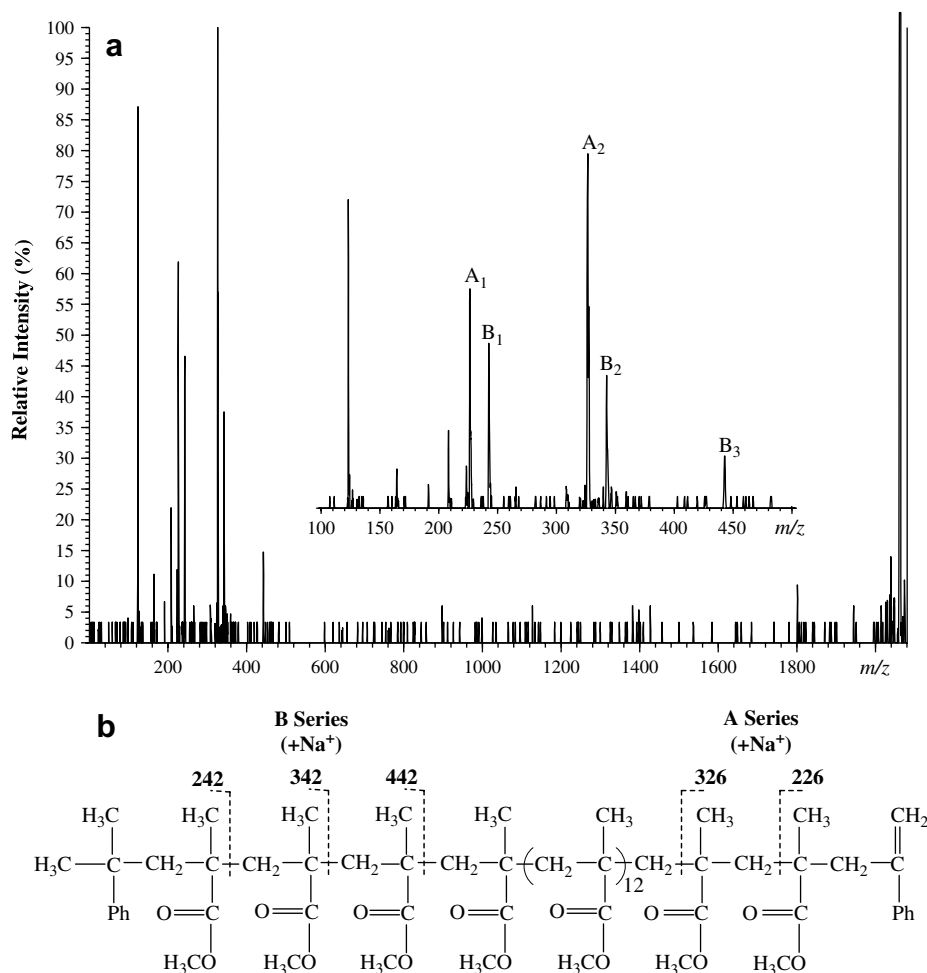 a
Relative Intensity (%)
100
95
90
85
80
75
70
65
60
55
50
45
40
35
30
25
20
15
10
5
0
A₂
A₁
B₁
B₂
B₃
100 150 200 250 300 350 400 450 m/z
200 400 600 800 1000 1200 1400 1600 1800 m/z
b
B Series
(+Na⁺)
A Series
(+Na⁺)
242 342 442 326 226
H₃C H₃C H₃C H₃C H₃C CH₃ CH₃ CH₃ CH₂
H₃C—C—CH₂—C—CH₂—C—CH₂—C—CH₂—C(CH₂—C)₁₂CH₂—C—CH₂—C—CH₂—C
Ph O=C O=C O=C O=C O=C O=C O=C Ph
H₃CO H₃CO H₃CO H₃CO H₃CO H₃CO H₃CO